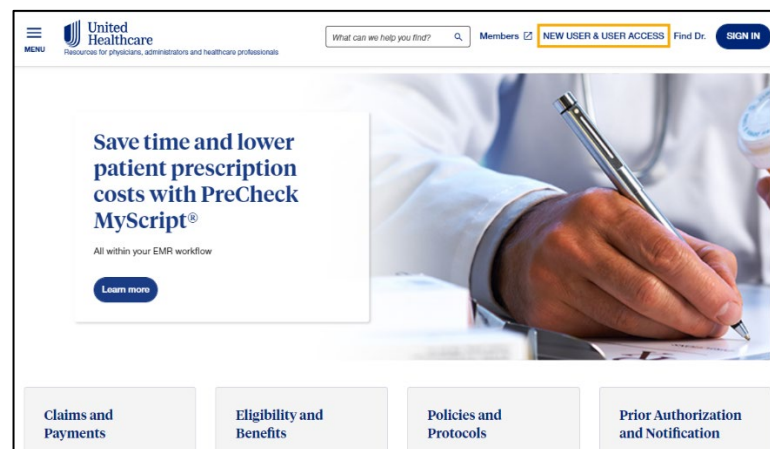 MENU
United
Healthcare
Resources for physicians, administrators and healthcare professionals
What can we help you find?
Members
NEW USER & USER ACCESS
Find Dr.
SIGN IN
Save time and lower
patient prescription
costs with PreCheck
MyScript®
All within your EMR workflow
Learn more
Claims and
Payments
Eligibility and
Benefits
Policies and
Protocols
Prior Authorization
and Notification